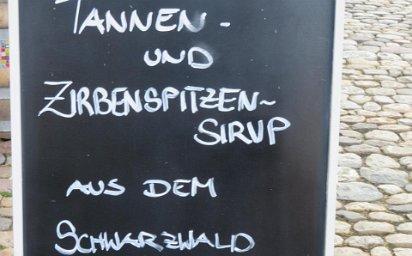 TANNEN-
UND
ZIRBENSPITZEN-
SIRUP
AUS DEM
SCHWARZWALD